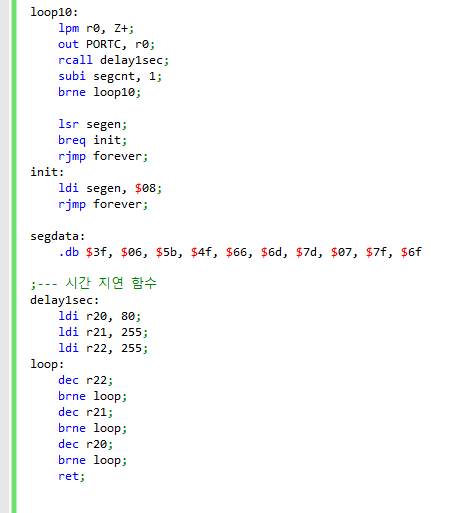 loop10:
lpm r0, Z+;
out PORTC, r0;
rcall delay1sec;
subi segcnt, 1;
brne loop10;
lsr segen;
breq init;
rjmp forever;
init:
ldi segen, $08;
rjmp forever;
segdata:
.db $3f, $06, $5b, $4f, $66, $6d, $7d, $07, $7f, $6f
;--- 시간 지연 함수
delay1sec:
ldi r20, 80;
ldi r21, 255;
ldi r22, 255;
loop:
dec r22;
brne loop;
dec r21;
brne loop;
dec r20;
brne loop;
ret;